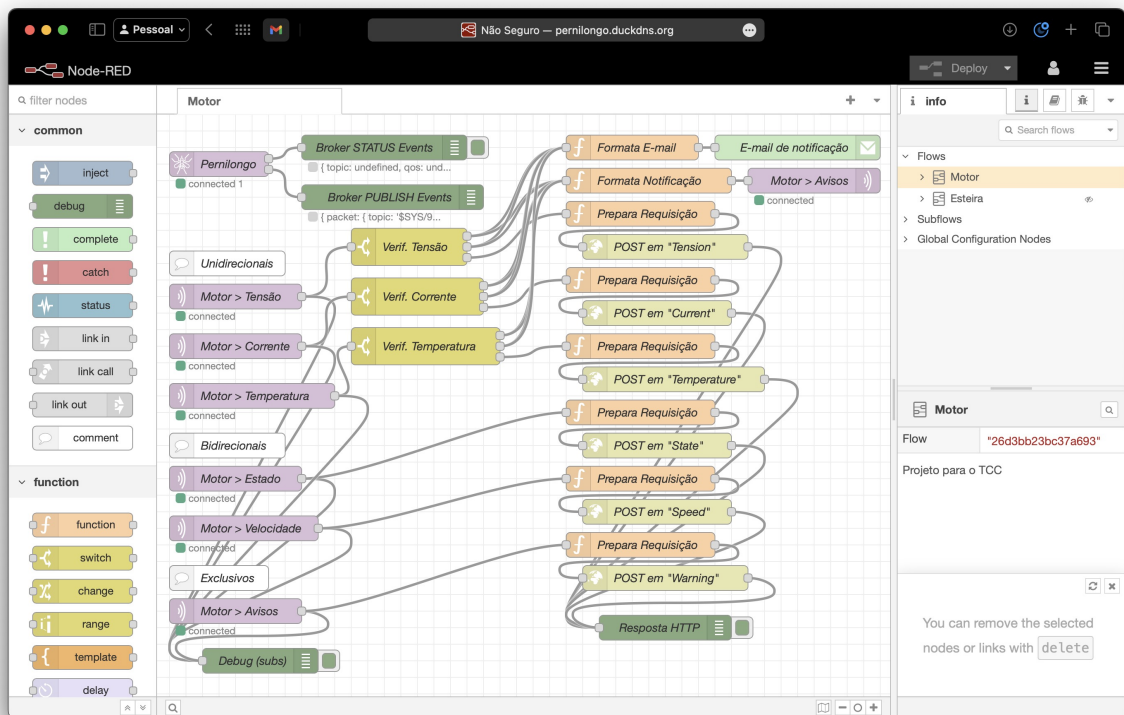 Pessoal
Não Seguro — pernilongo.duckdns.org
Node-RED
Deploy
filter nodes
common
inject
debug
complete
catch
status
link in
link call
link out
comment
function
function
switch
change
range
template
delay
Motor
Pernilongo
connected 1
Broker STATUS Events
{ topic: undefined, qos: und...
Broker PUBLISH Events
{ packet: { topic: '$SYS/9...
Unidirecionais
Motor > Tensão
connected
Motor > Corrente
connected
Motor > Temperatura
connected
Bidirecionais
Motor > Estado
connected
Motor > Velocidade
connected
Exclusivos
Motor > Avisos
connected
Debug (subs)
Verif. Tensão
Verif. Corrente
Verif. Temperatura
Formata E-mail
E-mail de notificação
Formata Notificação
Motor > Avisos
connected
Prepara Requisição
POST em "Tension"
Prepara Requisição
POST em "Current"
Prepara Requisição
POST em "Temperature"
Prepara Requisição
POST em "State"
Prepara Requisição
POST em "Speed"
Prepara Requisição
POST em "Warning"
Resposta HTTP
info
Search flows
Flows
Motor
Esteira
Subflows
Global Configuration Nodes
Motor
Flow
"26d3bb23bc37a693"
Projeto para o TCC
You can remove the selected
nodes or links with delete